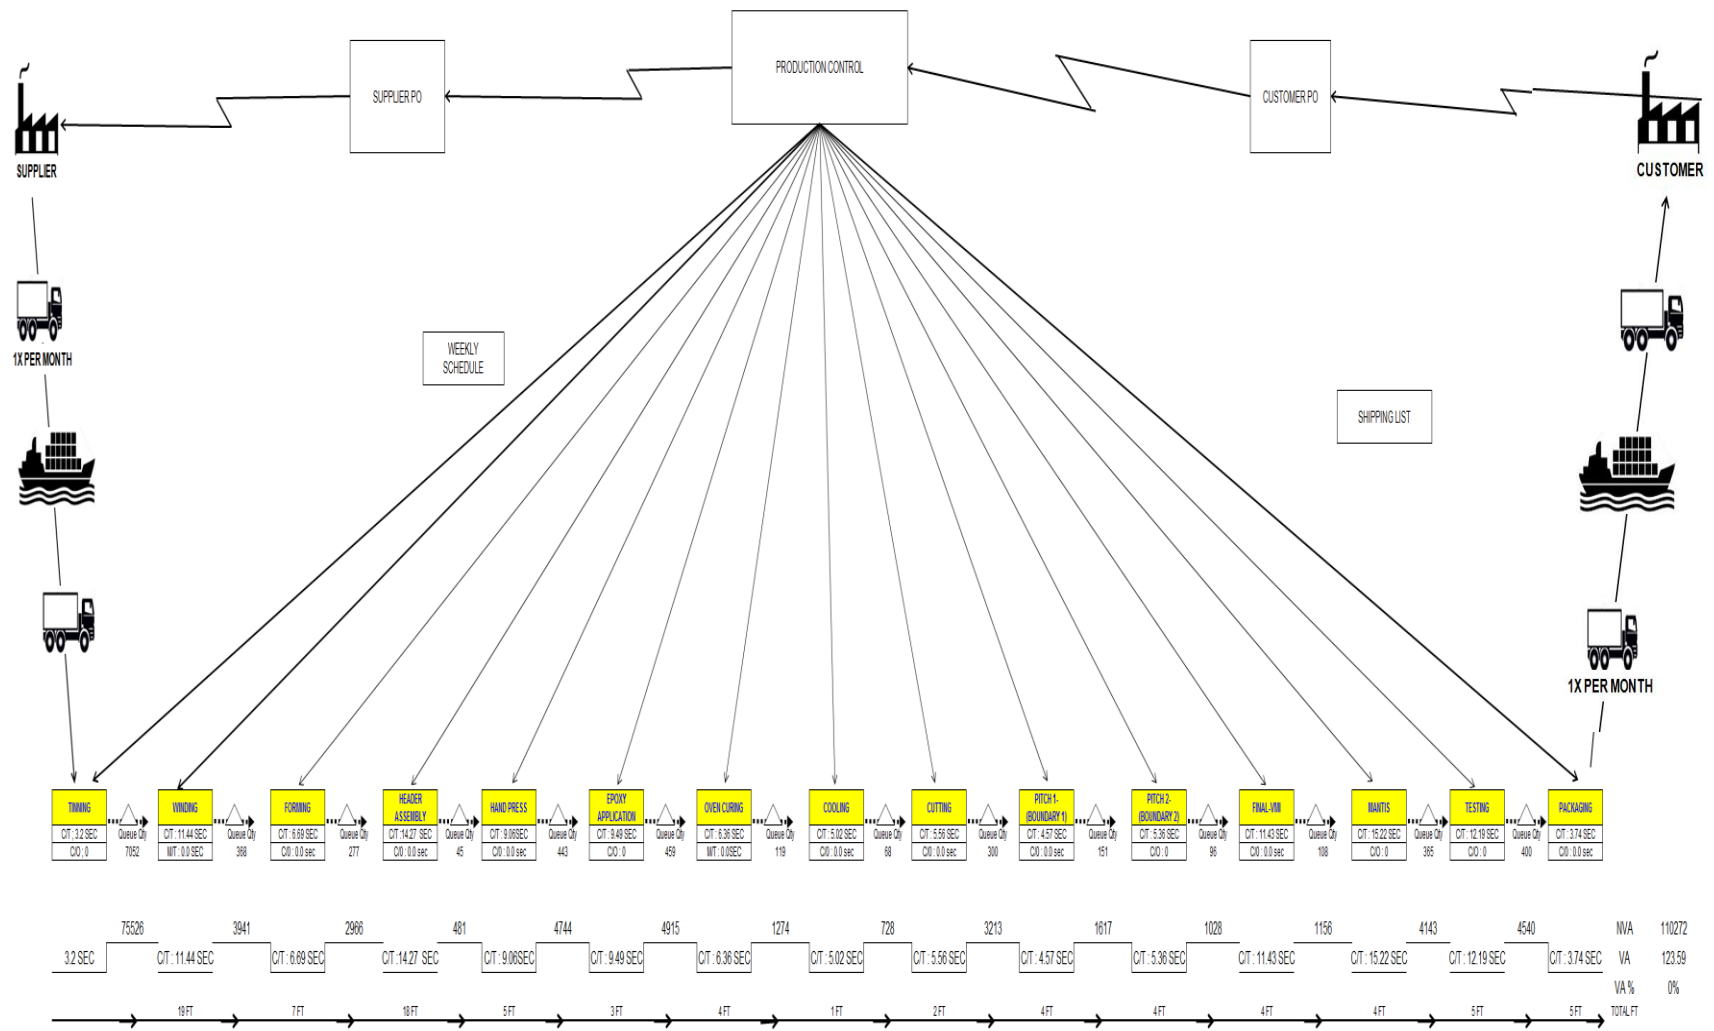 PRODUCTION CONTROL
SUPPLIER PO
CUSTOMER PO
SUPPLIER
CUSTOMER
1X PER MONTH
WEEKLY
SCHEDULE
SHIPPING LIST
1X PER MONTH
TINNING
C/T : 3.2 SEC
C/O ; 0
Queue Qty
7052
WINDING
C/T : 11.44 SEC
M/T : 0.0 SEC
Queue Qty
368
FORMING
C/T : 6.69 SEC
C/0 : 0.0 sec
Queue Qty
277
HEADER
ASSEMBLY
C/T :14.27 SEC
C/0 : 0.0 sec
Queue Qty
45
HAND PRESS
C/T : 9.06SEC
C/0 : 0.0 sec
Queue Qty
443
EPOXY
APPLICATION
C/T : 9.49 SEC
C/O : 0
Queue Qty
459
OVEN CURING
C/T : 6.36 SEC
M/T : 0.0SEC
Queue Qty
119
COOLING
C/T : 5.02 SEC
C/0 : 0.0 sec
Queue Qty
68
CUTTING
C/T : 5.56 SEC
C/0 : 0.0 sec
Queue Qty
300
PITCH 1-
(BOUNDARY 1)
C/T : 4.57 SEC
C/0 : 0.0 sec
Queue Qty
151
PITCH 2-
(BOUNDARY 2)
C/T : 5.36 SEC
C/O : 0
Queue Qty
96
FINAL-VMI
C/T : 11.43 SEC
C/0 : 0.0 sec
Queue Qty
108
MANTIS
C/T : 15.22 SEC
C/O : 0
Queue Qty
365
TESTING
C/T : 12.19 SEC
C/O : 0
Queue Qty
400
PACKAGING
C/T : 3.74 SEC
C/0 : 0.0 sec
75526 3941 2966 481 4744 4915 1274 728 3213 1617 1028 1156 4143 4540 NVA 110272
3.2 SEC C/T : 11.44 SEC C/T : 6.69 SEC C/T :14.27 SEC C/T : 9.06SEC C/T : 9.49 SEC C/T : 6.36 SEC C/T : 5.02 SEC C/T : 5.56 SEC C/T : 4.57 SEC C/T : 5.36 SEC C/T : 11.43 SEC C/T : 15.22 SEC C/T : 12.19 SEC C/T : 3.74 SEC VA 123.59
VA % 0%
19 FT 7 FT 18 FT 5 FT 3 FT 4 FT 1 FT 2 FT 4 FT 4 FT 4 FT 4 FT 5 FT 5 FT TOTAL FT